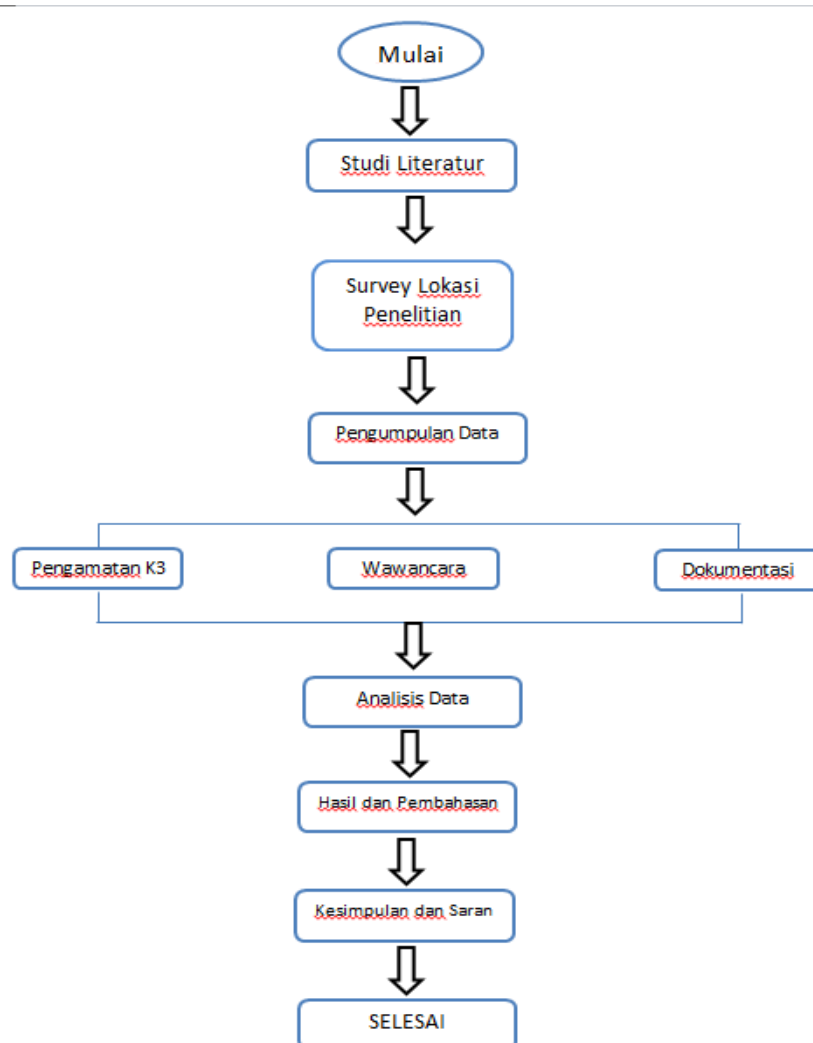 Mulai
Studi Literatur
Survey Lokasi
Penelitian
Pengumpulan Data
Pengamatan K3
Wawancara
Dokumentasi
Analisis Data
Hasil dan Pembahasan
Kesimpulan dan Saran
SELESAI